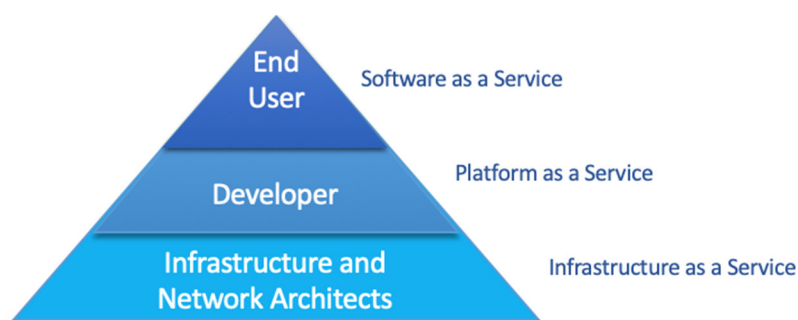 End
User
Software as a Service
Developer
Platform as a Service
Infrastructure and
Network Architects
Infrastructure as a Service